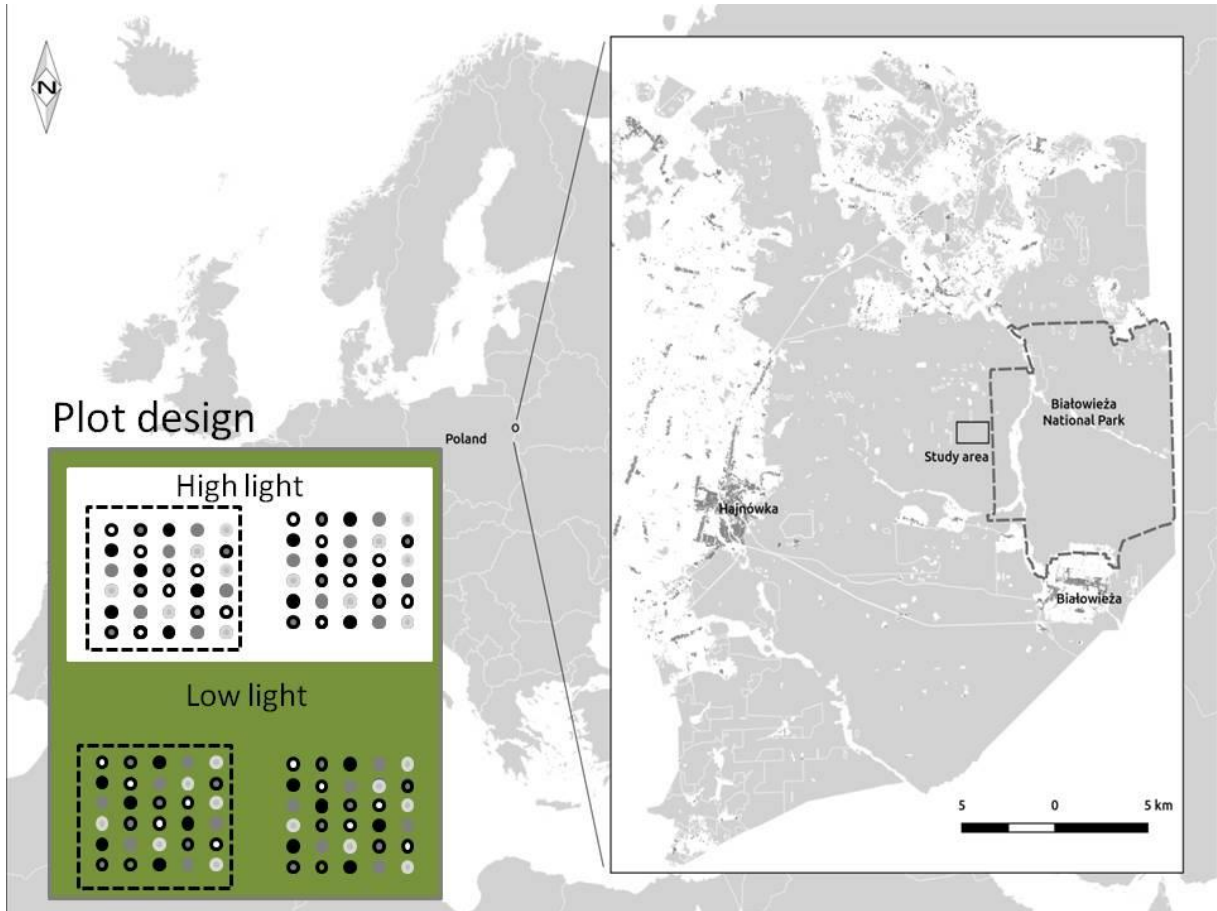 N
Poland
Białowieża
National Park
Study area
Hajnówka
Białowieża
5 0 5 km
Plot design
High light
Low light